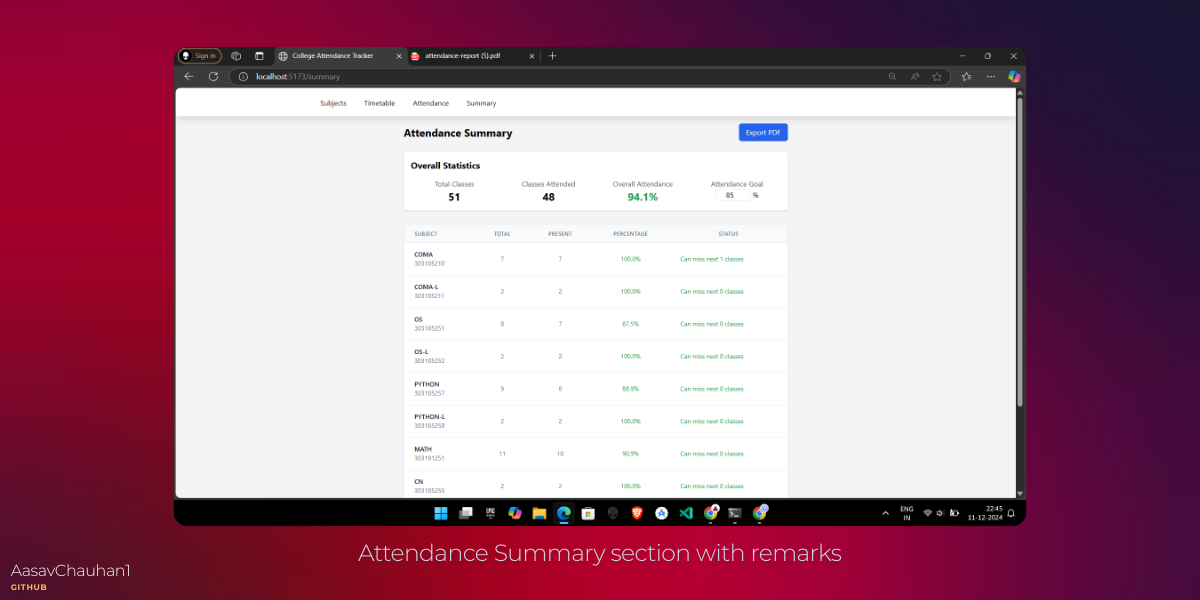 Sign in
College Attendance Tracker
attendance-report (5).pdf
localhost:5173/summary
Subjects Timetable Attendance Summary
Attendance Summary
Export PDF
Overall Statistics
Total Classes Classes Attended Overall Attendance Attendance Goal
51 48 94.1% 85 %
SUBJECT TOTAL PRESENT PERCENTAGE STATUS
COMA
303105210
7 7 100.0% Can miss next 1 classes
COMA-L
303105211
2 2 100.0% Can miss next 0 classes
OS
303105251
8 7 87.5% Can miss next 0 classes
OS-L
303105252
2 2 100.0% Can miss next 0 classes
PYTHON
303105257
9 8 88.9% Can miss next 0 classes
PYTHON-L
303105258
2 2 100.0% Can miss next 0 classes
MATH
303191251
11 10 90.9% Can miss next 0 classes
CN
303105255
2 2 100.0% Can miss next 0 classes
ENG
IN
22:45
11-12-2024
Attendance Summary section with remarks
AasavChauhan1
GITHUB